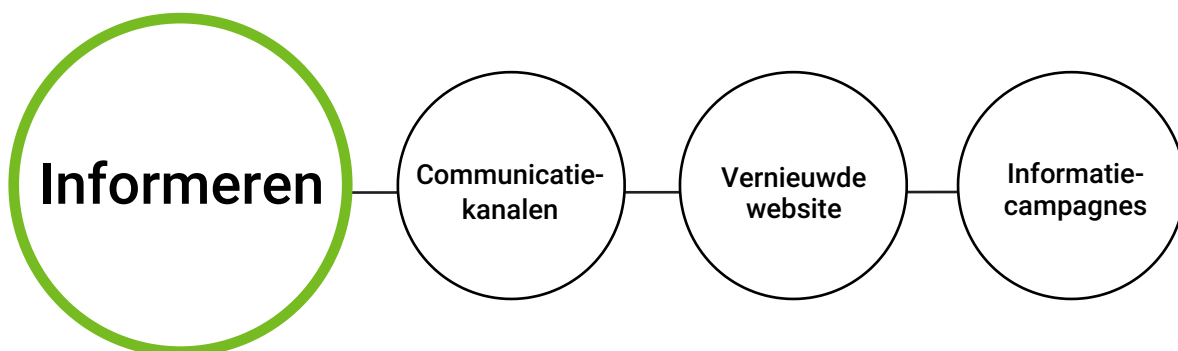 Informeren
Communicatie-
kanalen
Vernieuwde
website
Informatie-
campagnes